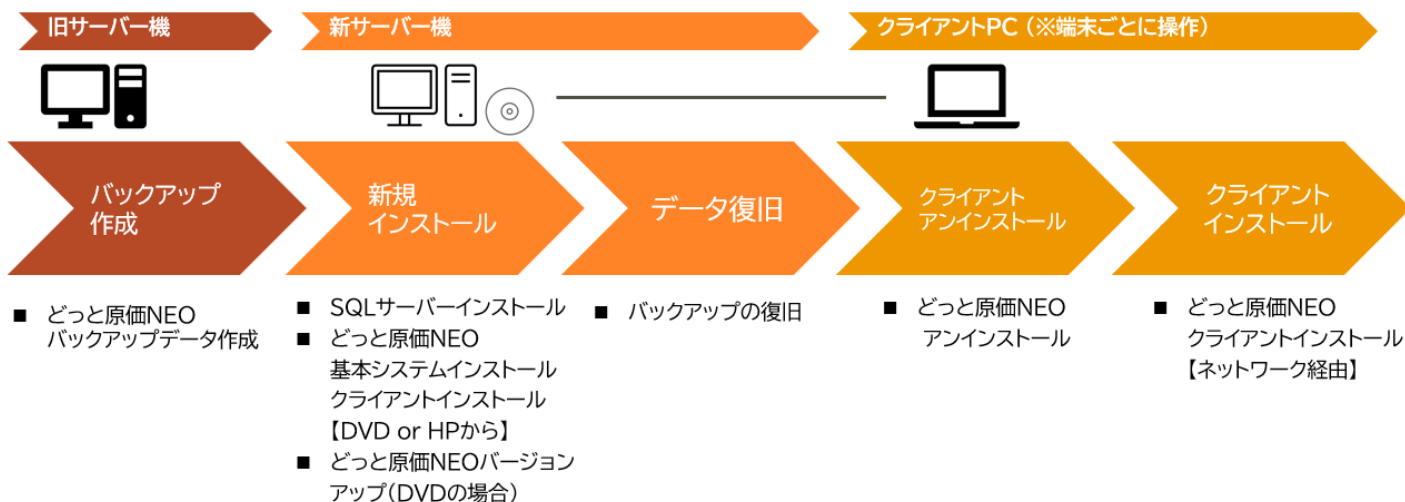 旧サーバー機
新サーバー機
クライアントPC（※端末ごとに操作）
バックアップ
作成
新規
インストール
データ復旧
クライアント
アンインストール
クライアント
インストール
■ どっと原価NEO
バックアップデータ作成
■ SQLサーバーインストール
■ どっと原価NEO
基本システムインストール
クライアントインストール
【DVD or HPから】
■ どっと原価NEOバージョン
アップ（DVDの場合）
■ バックアップの復旧
■ どっと原価NEO
アンインストール
■ どっと原価NEO
クライアントインストール
【ネットワーク経由】